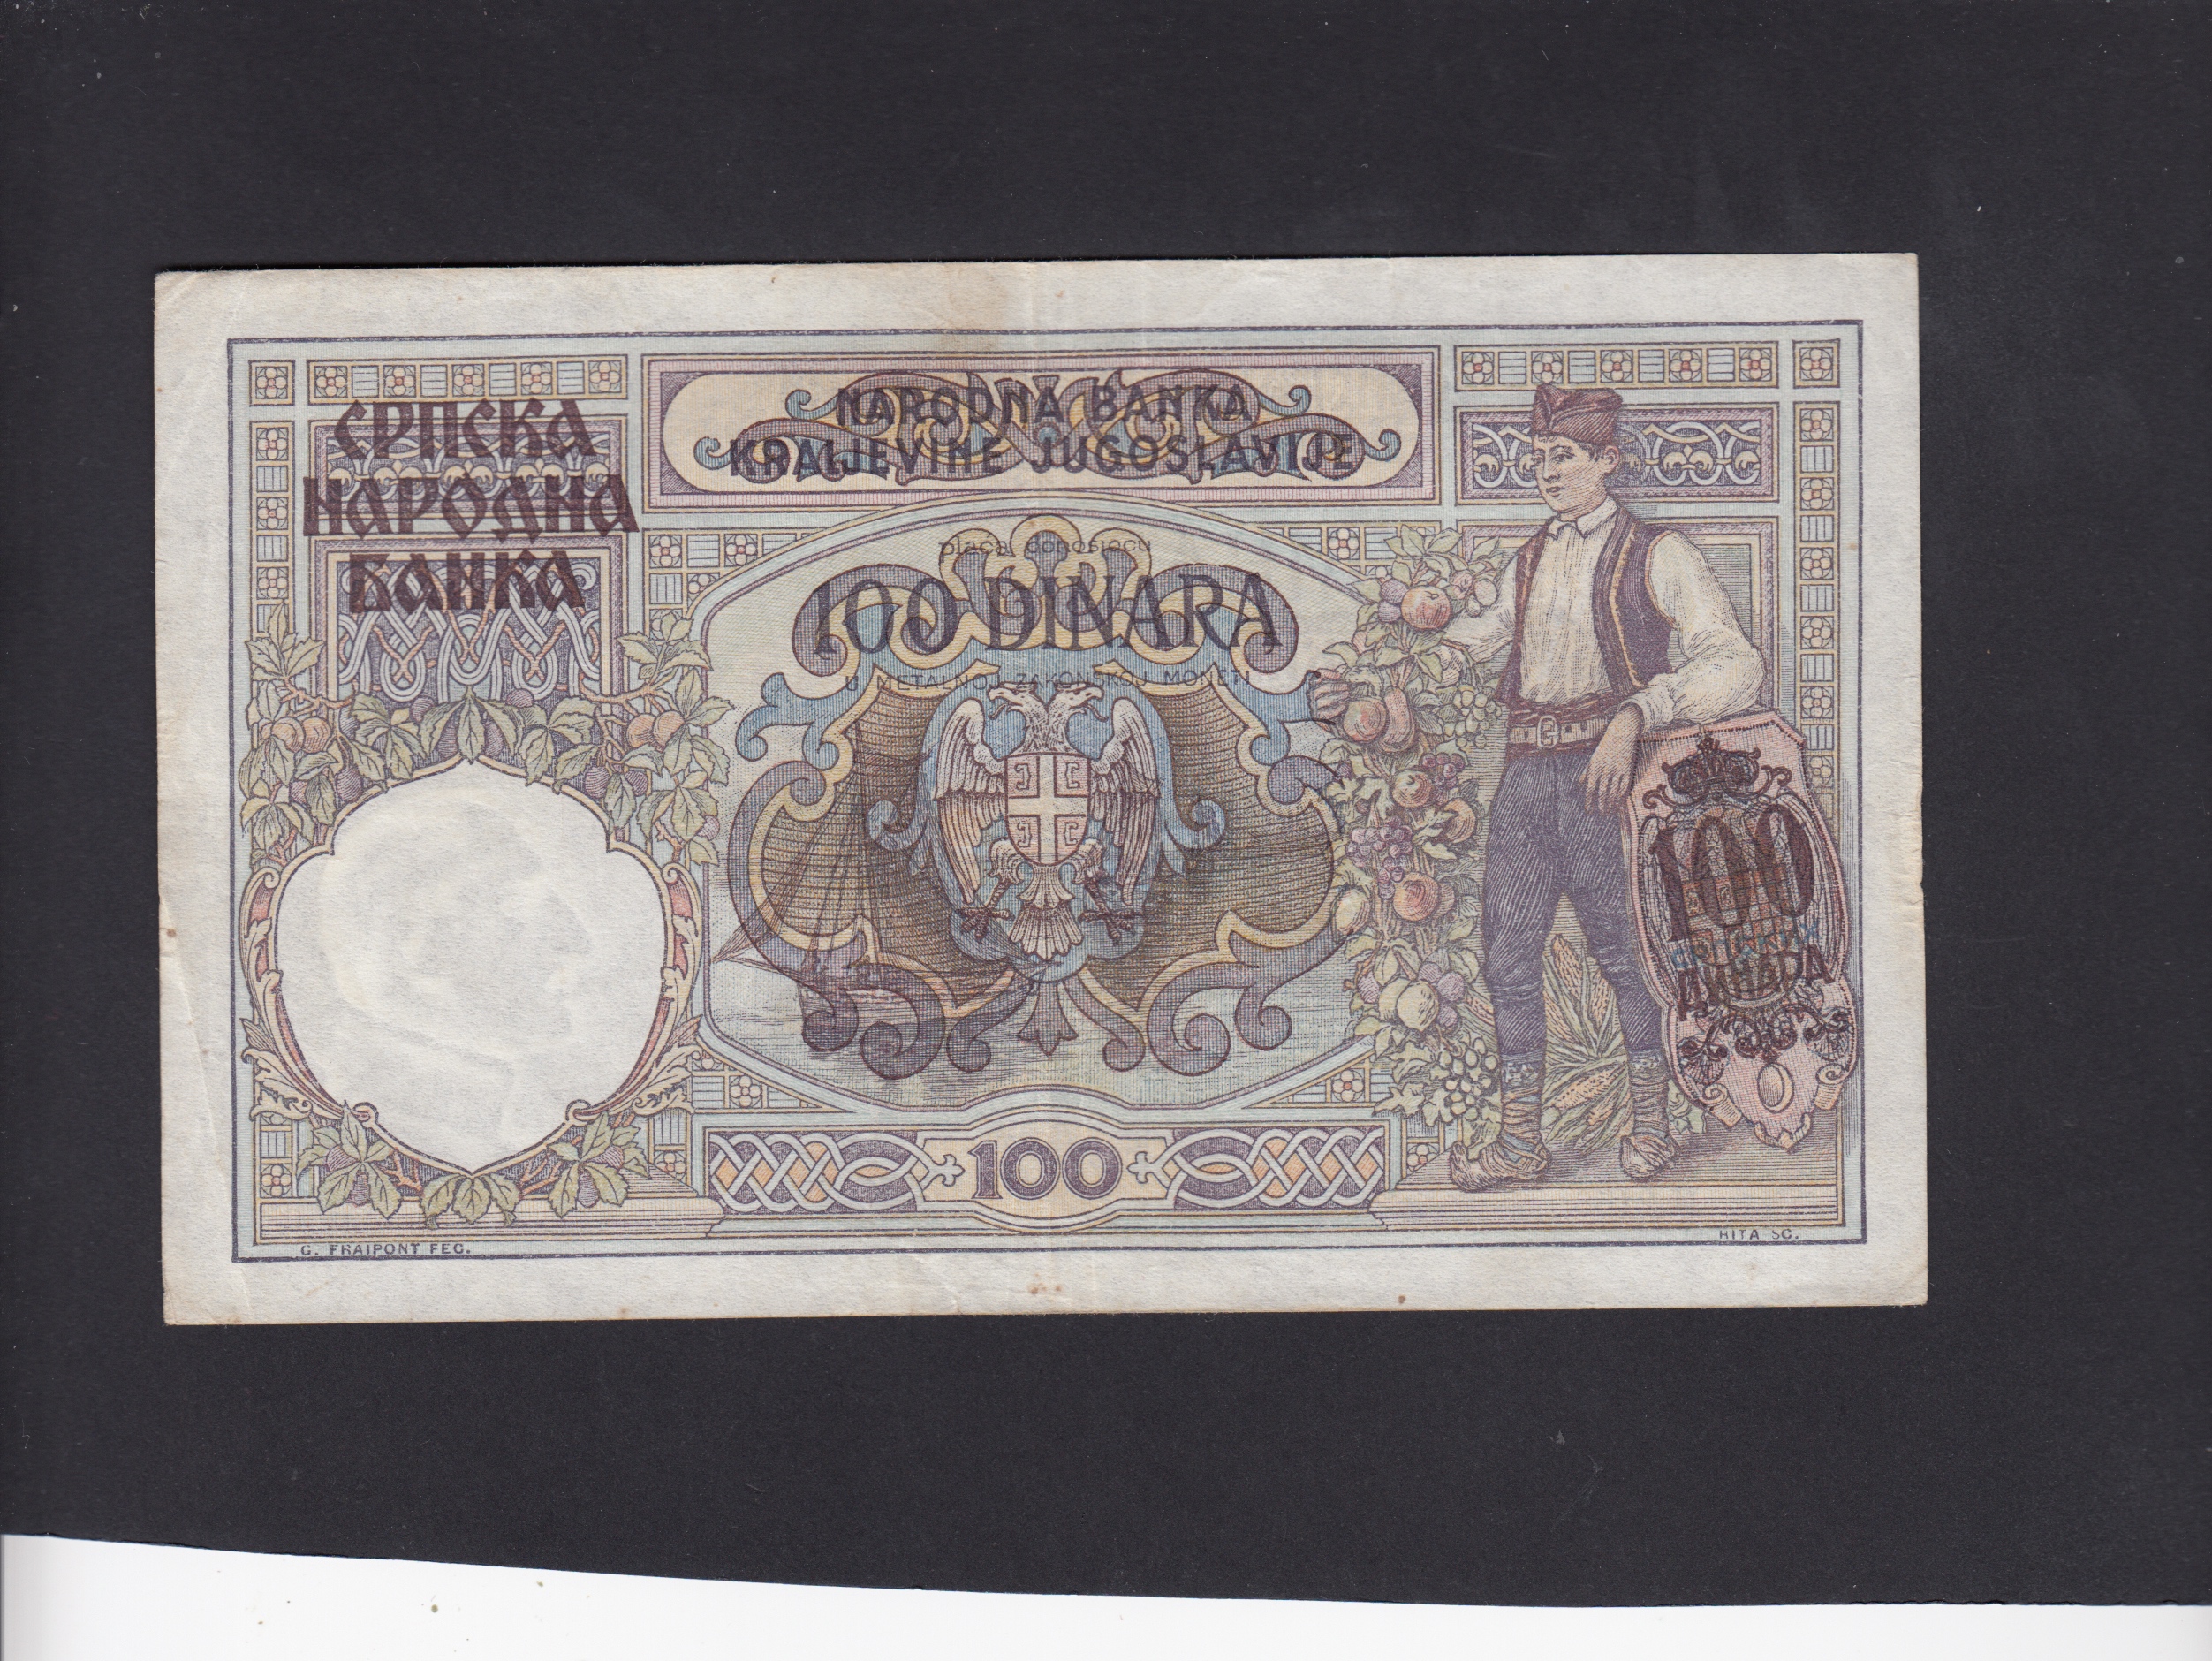 СРПСКА
НАРОДНА
БАНКА
NARODNA BANKA
KRALJEVINE JUGOSLAVIJE
plaća donosiocu
100 DINARA
U METALNOJ ZAKONSKOJ MONETI
100
СРПСКИХ
ДИНАРА
100
G. FRAIPONT FEC.
RITA SC.